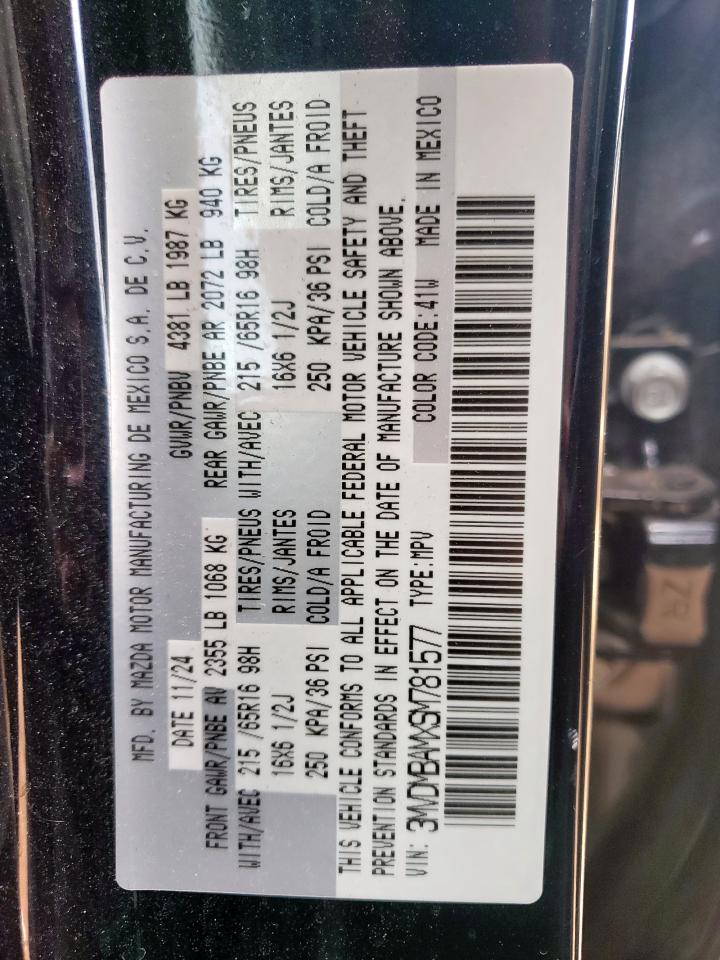 MFD. BY MAZDA MOTOR MANUFACTURING DE MEXICO S.A. DE C.V.
DATE 11/24 GVWR/PNBV 4381 LB 1987 KG
FRONT GAWR/PNBE AV 2355 LB 1068 KG REAR GAWR/PNBE AR 2072 LB 940 KG
WITH/AVEC 215 /65R16 98H TIRES/PNEUS WITH/AVEC 215 /65R16 98H TIRES/PNEUS
16X6 1/2J RIMS/JANTES 16X6 1/2J RIMS/JANTES
250 KPA/36 PSI COLD/A FROID 250 KPA/36 PSI COLD/A FROID
THIS VEHICLE CONFORMS TO ALL APPLICABLE FEDERAL MOTOR VEHICLE SAFETY AND THEFT
PREVENTION STANDARDS IN EFFECT ON THE DATE OF MANUFACTURE SHOWN ABOVE.
VIN: 3MVDMBAMXSM781577 TYPE:MPV COLOR CODE:41W MADE IN MEXICO